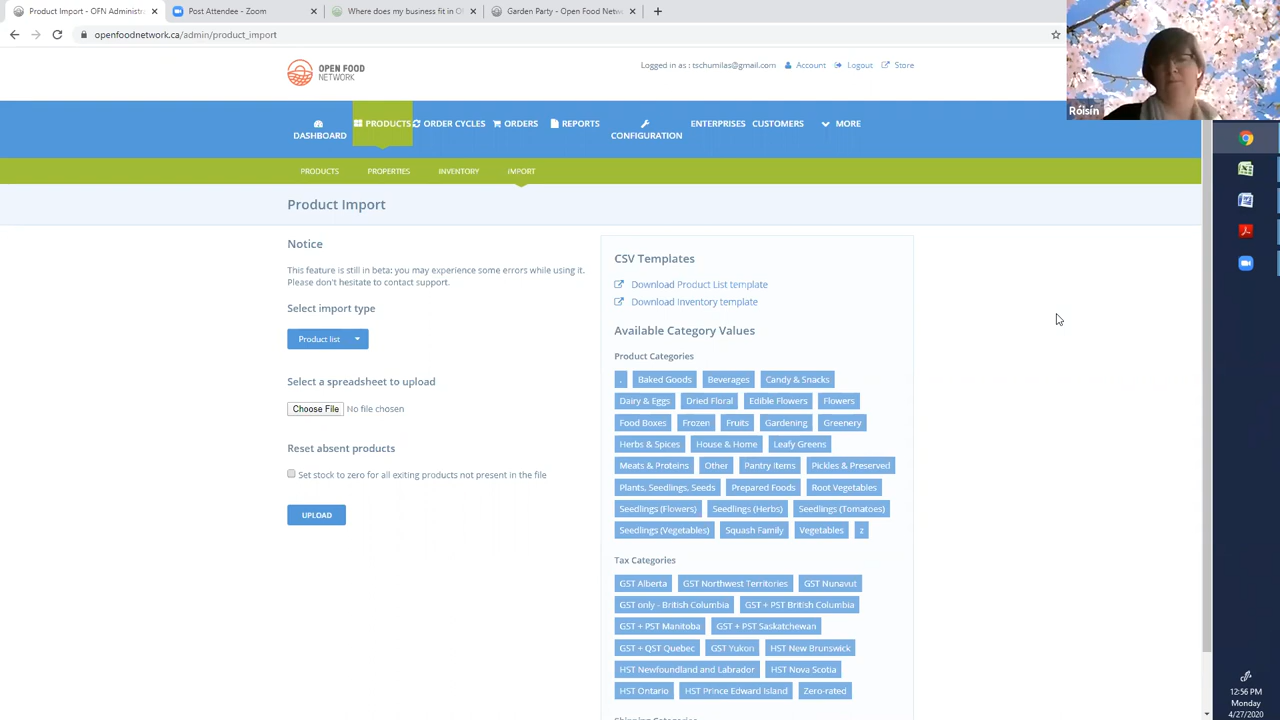 Product Import - OFN Administra
Post Attendee - Zoom
Where does my business fit in O
Garden Party - Open Food Netwo
openfoodnetwork.ca/admin/product_import
OPEN FOOD
NETWORK
Logged in as : tschumilas@gmail.com Account Logout Store
Róisín
DASHBOARD
PRODUCTS
ORDER CYCLES
ORDERS
REPORTS
CONFIGURATION
ENTERPRISES
CUSTOMERS
MORE
PRODUCTS PROPERTIES INVENTORY IMPORT
Product Import
Notice
This feature is still in beta: you may experience some errors while using it.
Please don't hesitate to contact support.
Select import type
Product list
Select a spreadsheet to upload
Choose File No file chosen
Reset absent products
Set stock to zero for all exiting products not present in the file
UPLOAD
CSV Templates
Download Product List template
Download Inventory template
Available Category Values
Product Categories
. Baked Goods Beverages Candy & Snacks
Dairy & Eggs Dried Floral Edible Flowers Flowers
Food Boxes Frozen Fruits Gardening Greenery
Herbs & Spices House & Home Leafy Greens
Meats & Proteins Other Pantry items Pickles & Preserved
Plants, Seedlings, Seeds Prepared Foods Root Vegetables
Seedlings (Flowers) Seedlings (Herbs) Seedlings (Tomatoes)
Seedlings (Vegetables) Squash Family Vegetables z
Tax Categories
GST Alberta GST Northwest Territories GST Nunavut
GST only - British Columbia GST + PST British Columbia
GST + PST Manitoba GST + PST Saskatchewan
GST + QST Quebec GST Yukon HST New Brunswick
HST Newfoundland and Labrador HST Nova Scotia
HST Ontario HST Prince Edward Island Zero-rated
Shipping Categories
12:56 PM
Monday
4/27/2020